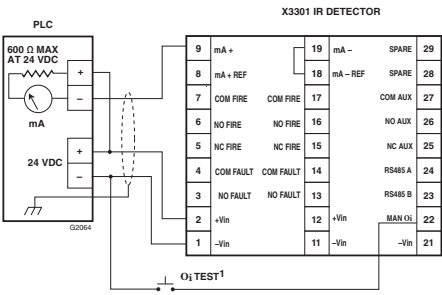 X3301 IR DETECTOR
PLC
600 Ω MAX
AT 24 VDC
+
–
mA
24 VDC
+
–
G2064
9 mA +
8 mA + REF
7 COM FIRE
6 NO FIRE
5 NC FIRE
4 COM FAULT
3 NO FAULT
2 +Vin
1 –Vin
19 mA –
18 mA – REF
COM FIRE 17
NO FIRE 16
NC FIRE 15
COM FAULT 14
NO FAULT 13
12 +Vin
11 –Vin
SPARE 29
SPARE 28
COM AUX 27
NO AUX 26
NC AUX 25
RS485 A 24
RS485 B 23
MAN Oi 22
–Vin 21
Oi TEST1